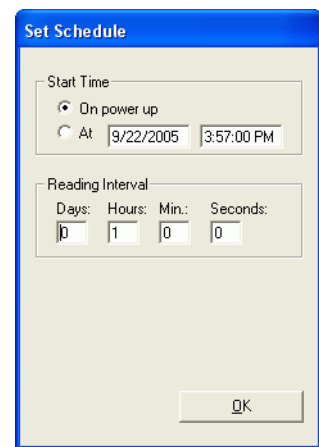 Set Schedule
Start Time
On power up
At 9/22/2005 3:57:00 PM
Reading Interval
Days: Hours: Min.: Seconds:
0 1 0 0
OK